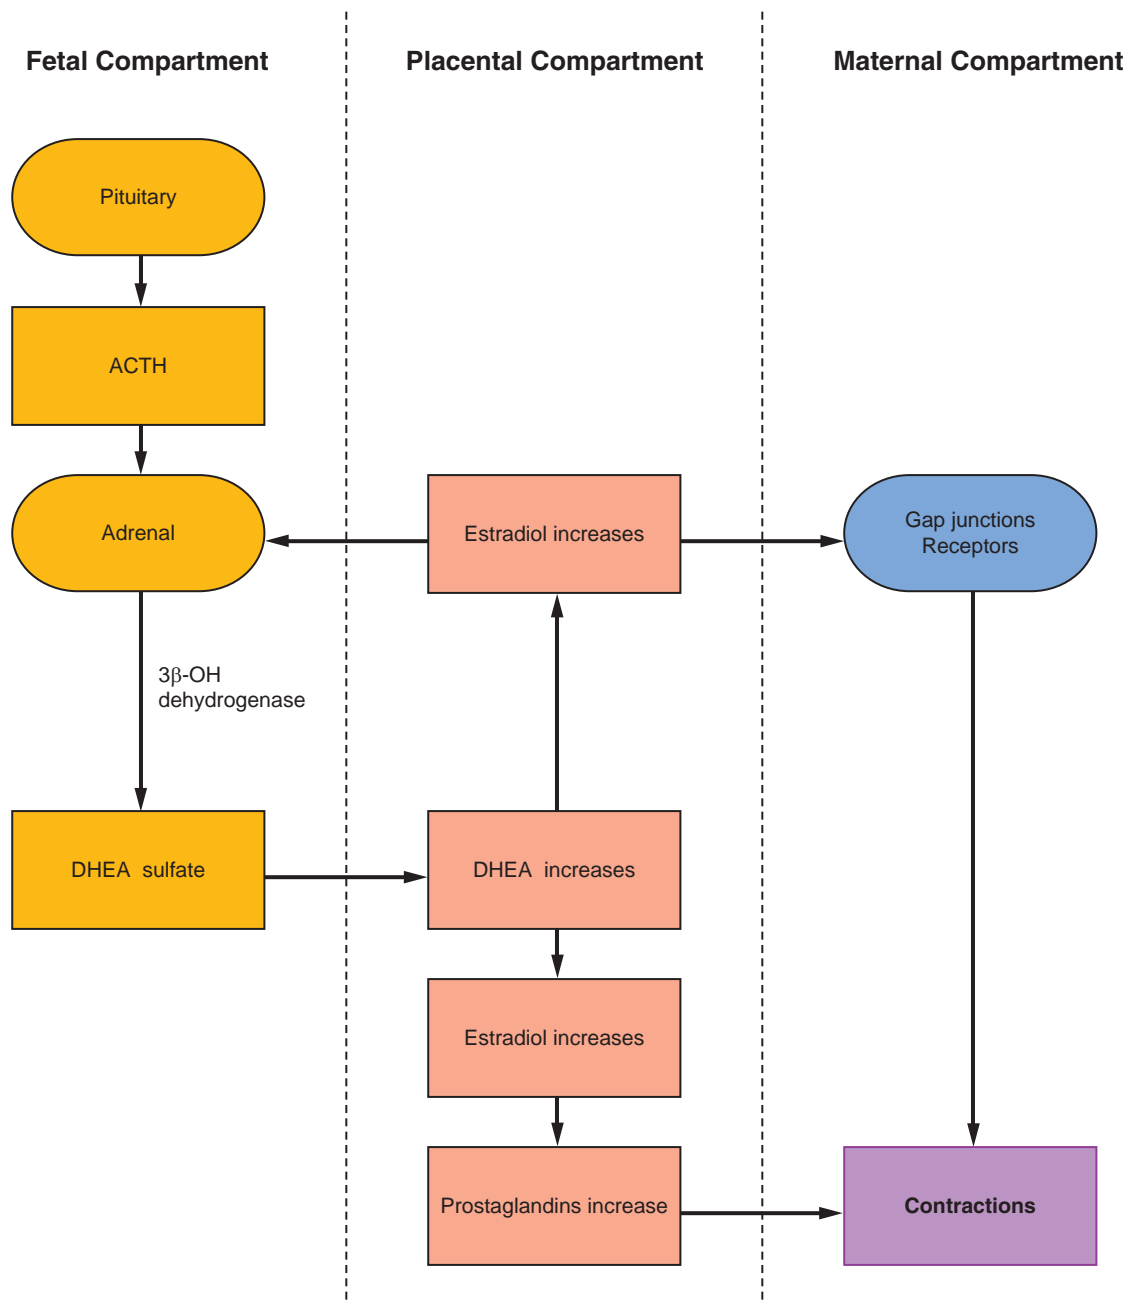 Fetal Compartment
Placental Compartment
Maternal Compartment
Pituitary
ACTH
Adrenal
Estradiol increases
Gap junctions
Receptors
3β-OH
dehydrogenase
DHEA sulfate
DHEA increases
Estradiol increases
Prostaglandins increase
Contractions